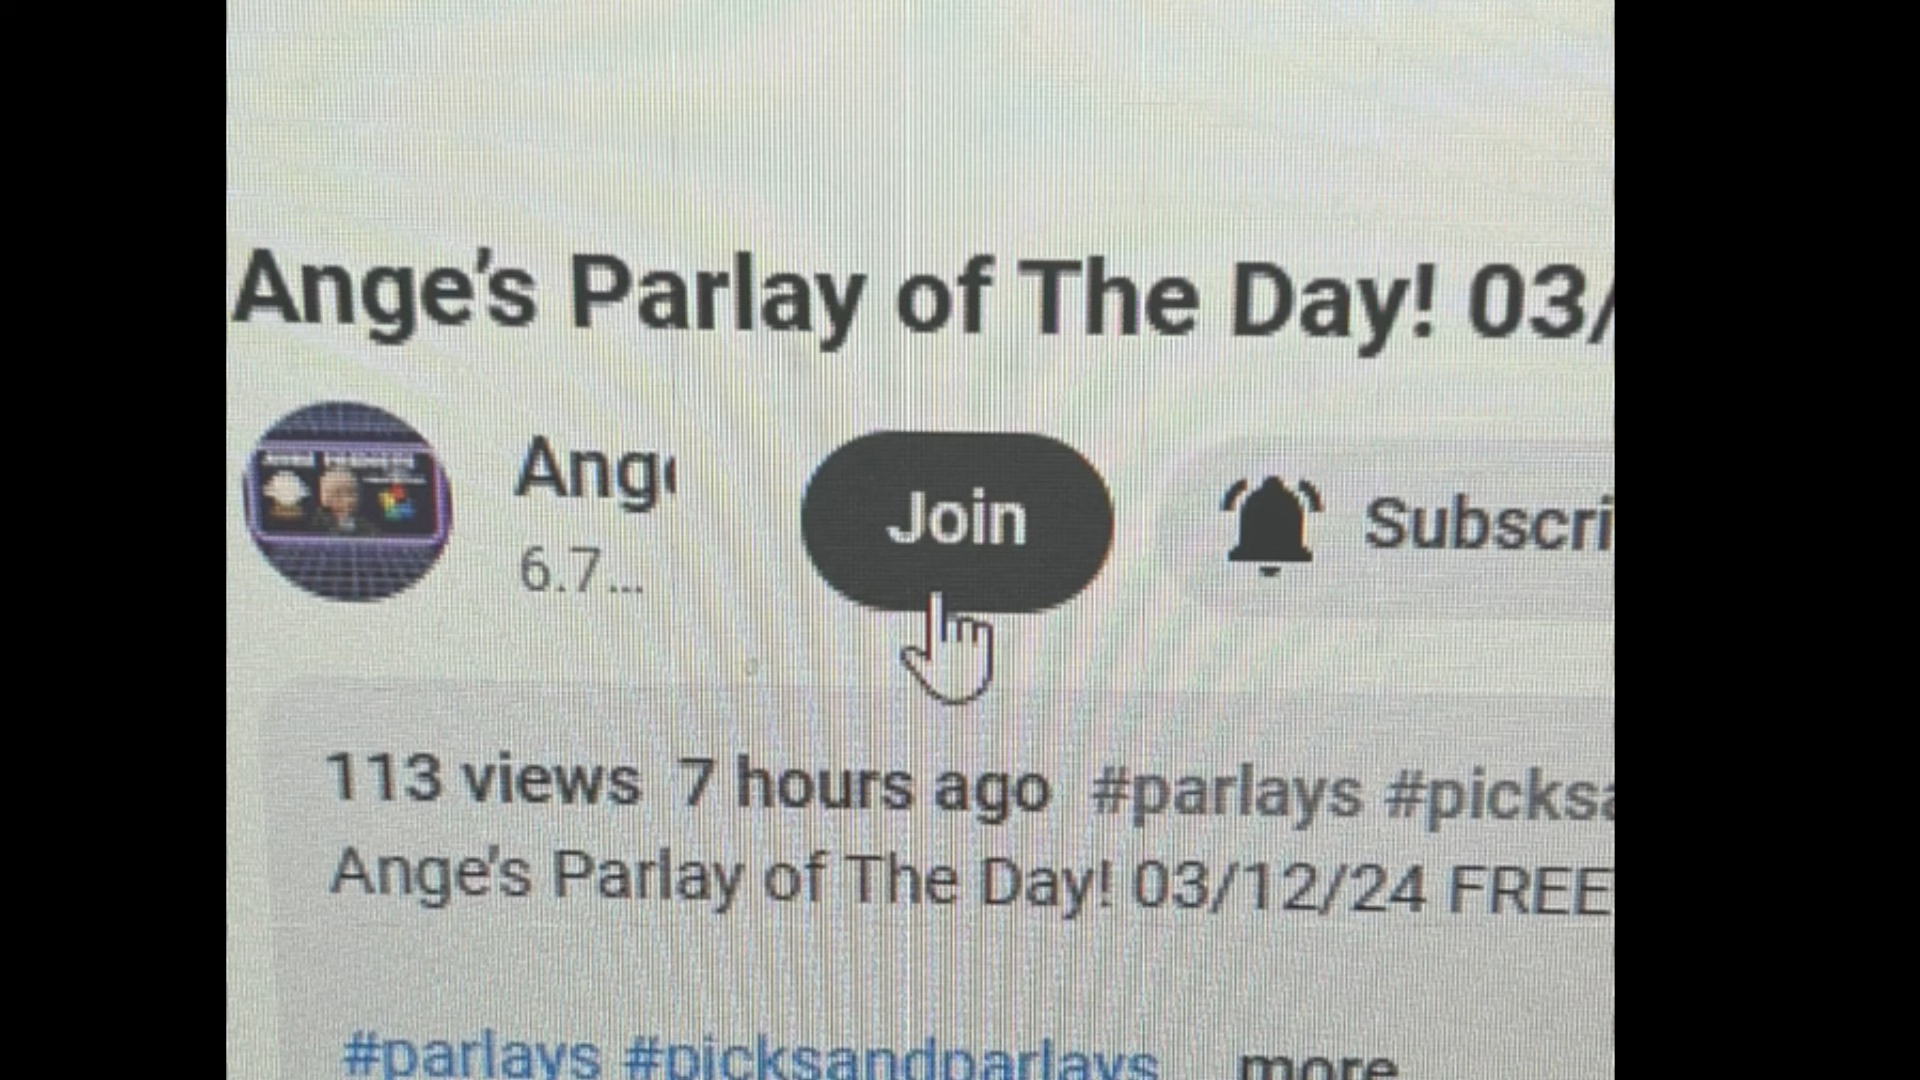 Ange's Parlay of The Day! 03/
Ang
6.7...
Join
Subscri
113 views 7 hours ago #parlays #picksa
Ange's Parlay of The Day! 03/12/24 FREE
#parlays #picksandparlays more